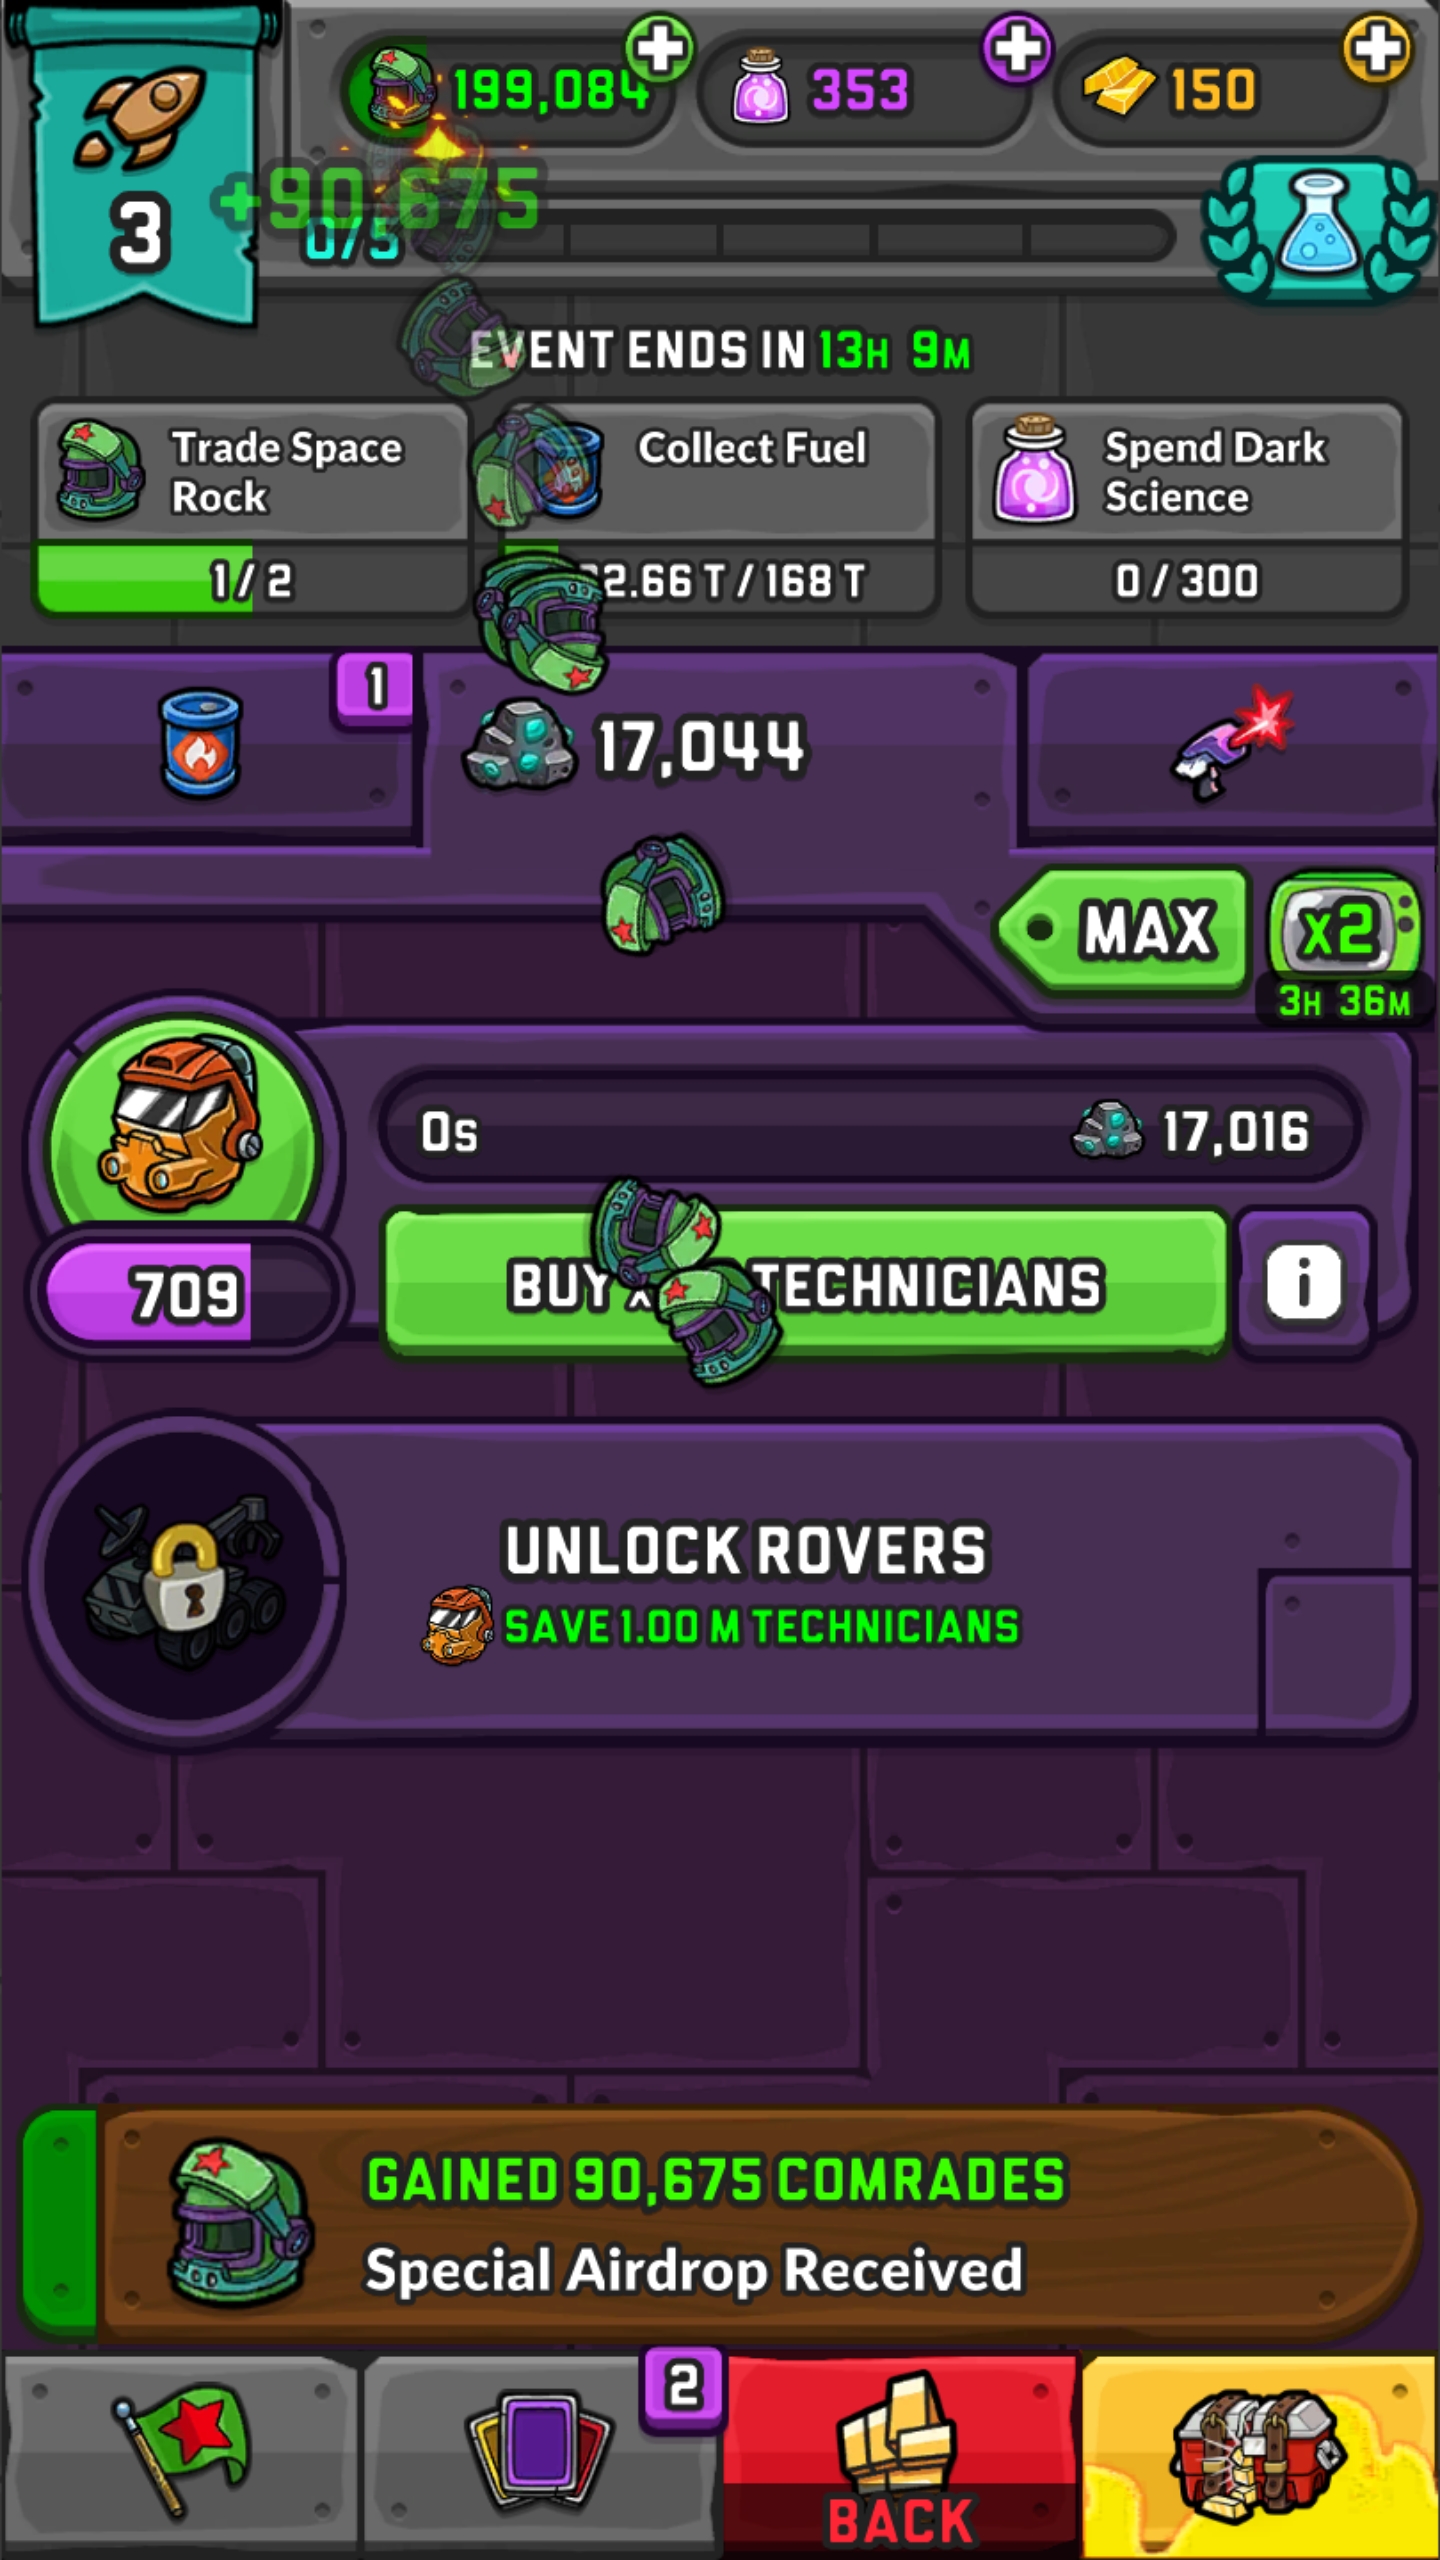 199,084
353
150
3
+90,675
0/5
EVENT ENDS IN 13H 9M
Trade Space
Rock
1/2
Collect Fuel
2.66 T / 168 T
Spend Dark
Science
0 / 300
1
17,044
MAX
x2
3H 36M
0s
17,016
709
BUY TECHNICIANS
i
UNLOCK ROVERS
SAVE 1.00 M TECHNICIANS
GAINED 90,675 COMRADES
Special Airdrop Received
2
BACK